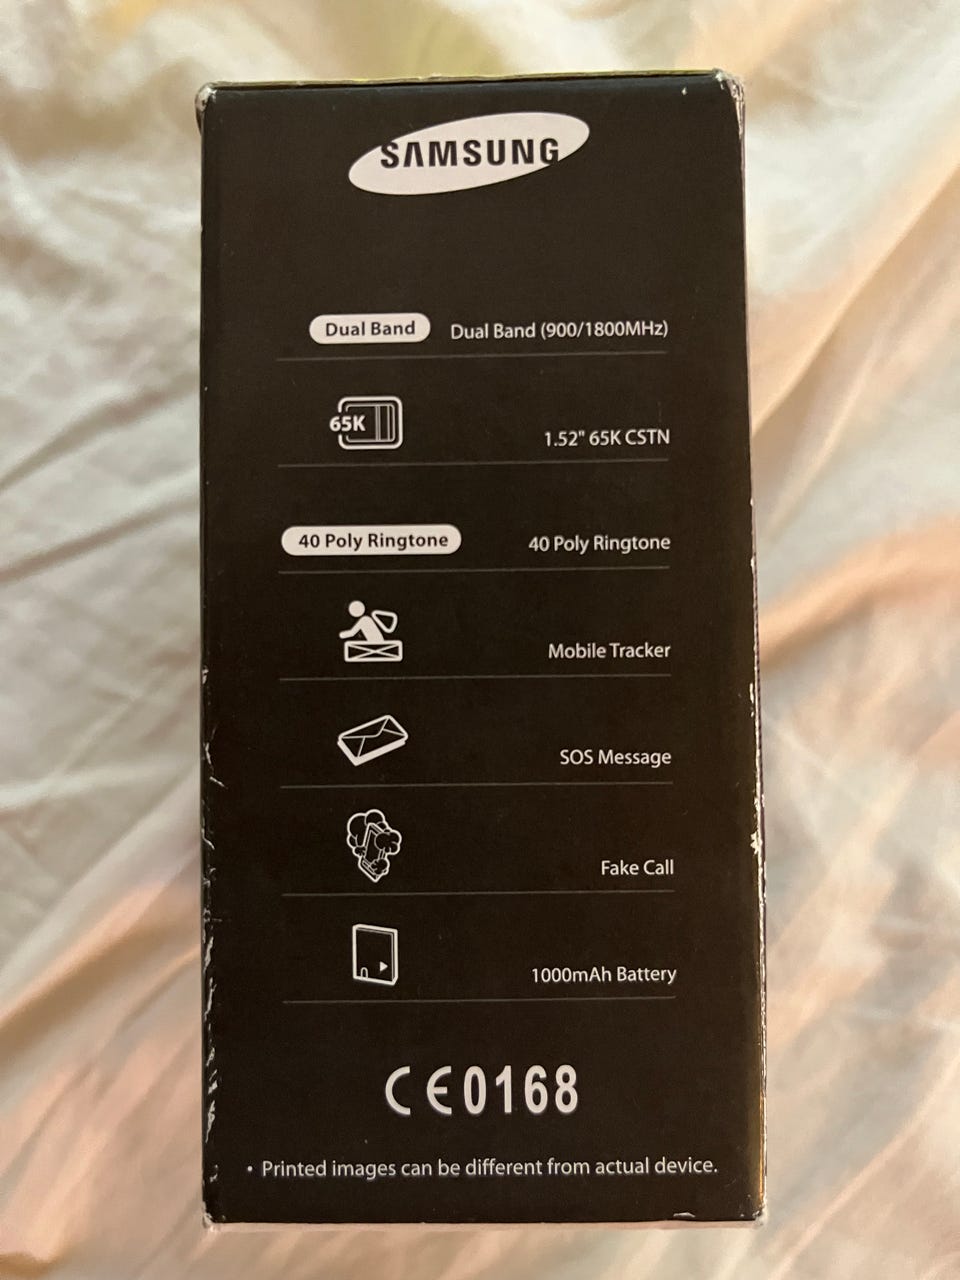 SAMSUNG
Dual Band Dual Band (900/1800MHz)
65K 1.52" 65K CSTN
40 Poly Ringtone 40 Poly Ringtone
Mobile Tracker
SOS Message
Fake Call
1000mAh Battery
CE0168
• Printed images can be different from actual device.